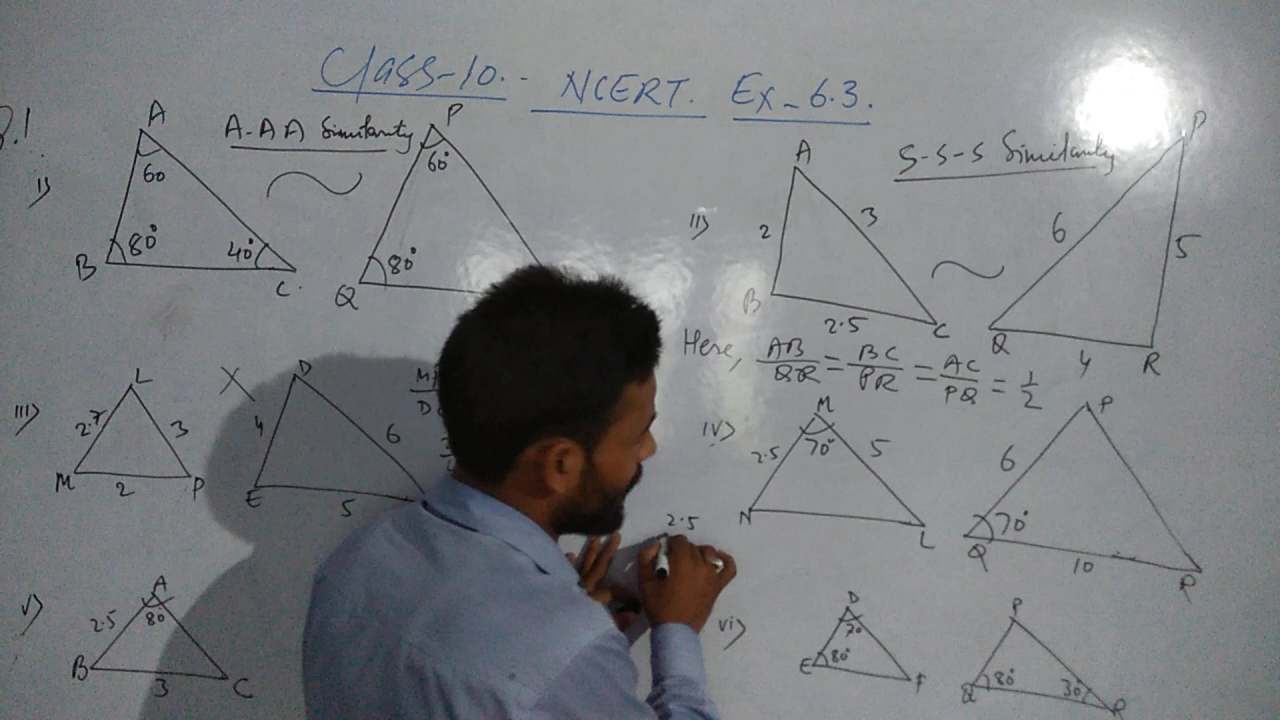 Class-10.- NCERT. Ex-6.3.
Q.1
A-AA Similarity
i)
A
60
B
80°
40°
C.
P
60°
Q
80°
S-S-S Similarity
ii)
A
2
3
B
2.5
C
P
6
5
Q
4
R
Here, AB/QR = BC/PR = AC/PQ = 1/2
iii)
L
2.7
3
M
2
P
X
D
4
6
E
5
iv)
M
2.5
70°
5
N
L
P
6
Q
70°
10
R
2.5
v)
A
2.5
80
B
3
C
vi)
D
70
E
80°
F
P
Q
80°
30°
R